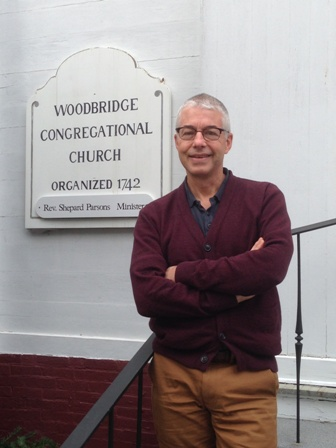 WOODBRIDGE
CONGREGATIONAL
CHURCH
ORGANIZED 1742
Rev. Shepard Parsons Minister